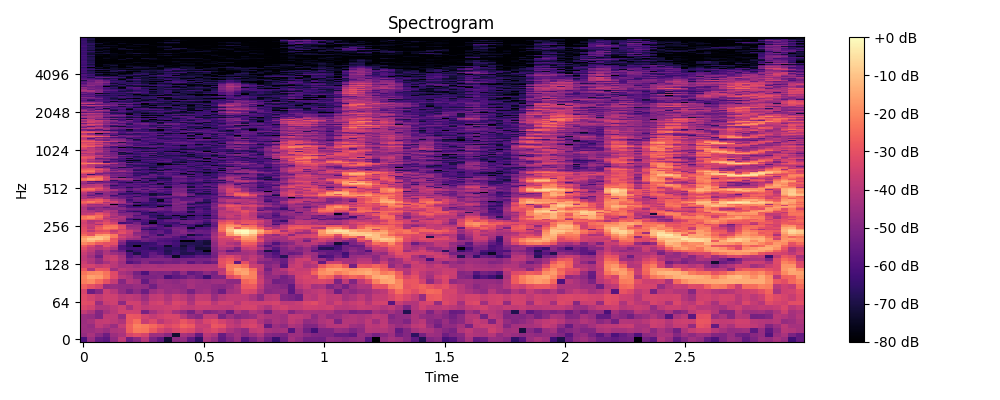 Spectrogram
4096
2048
1024
512
256
128
64
0
Hz
0
0.5
1
1.5
2
2.5
Time
+0 dB
-10 dB
-20 dB
-30 dB
-40 dB
-50 dB
-60 dB
-70 dB
-80 dB